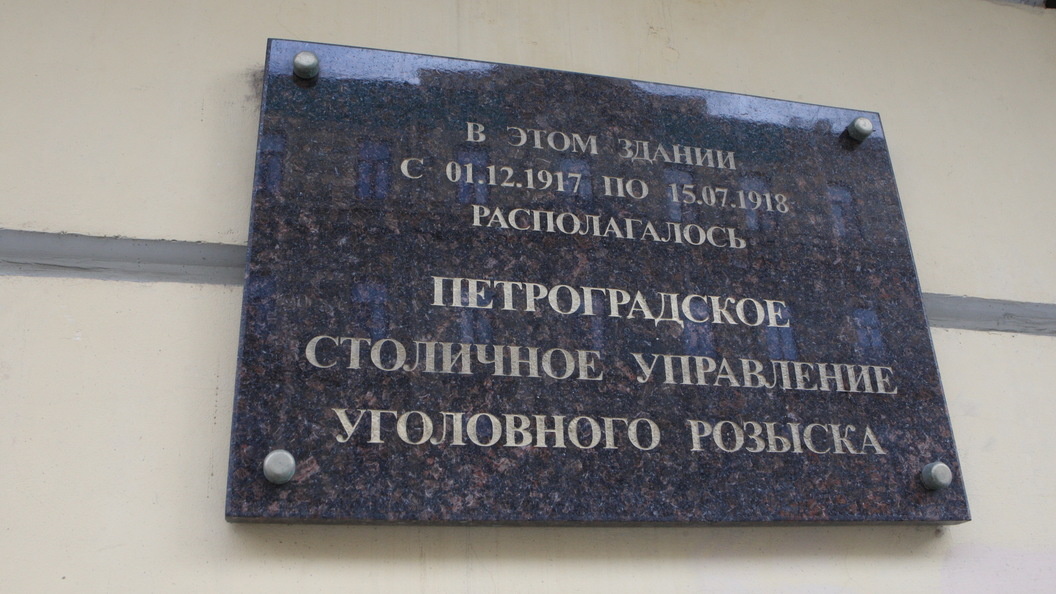 В ЭТОМ ЗДАНИИ
С 01.12.1917 ПО 15.07.1918
РАСПОЛАГАЛОСЬ
ПЕТРОГРАДСКОЕ
СТОЛИЧНОЕ УПРАВЛЕНИЕ
УГОЛОВНОГО РОЗЫСКА